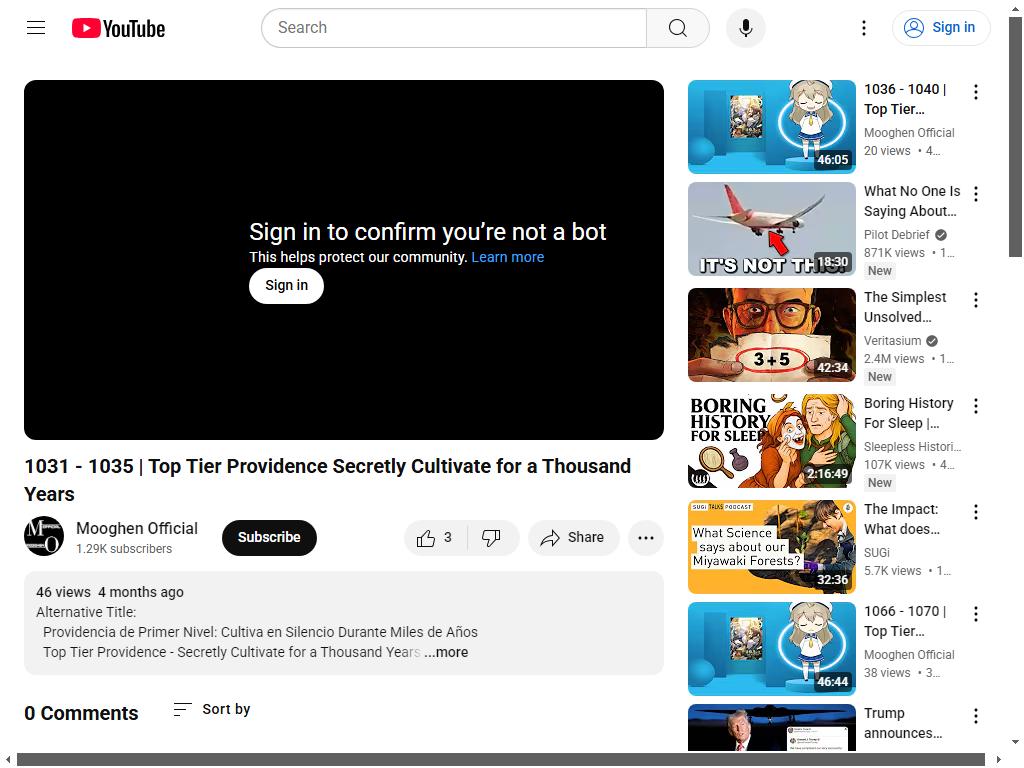 YouTube
Search
Sign in
Sign in to confirm you’re not a bot
This helps protect our community. Learn more
Sign in
1031 - 1035 | Top Tier Providence Secretly Cultivate for a Thousand
Years
Mooghen Official
1.29K subscribers
Subscribe
3
Share
46 views 4 months ago
Alternative Title:
Providencia de Primer Nivel: Cultiva en Silencio Durante Miles de Años
Top Tier Providence - Secretly Cultivate for a Thousand Years ...more
0 Comments
Sort by
46:05
1036 - 1040 |
Top Tier…
Mooghen Official
20 views • 4…
IT'S NOT THIS!
18:30
What No One Is
Saying About…
Pilot Debrief
871K views • 1…
New
3+5
42:34
The Simplest
Unsolved…
Veritasium
2.4M views • 1…
New
BORING
HISTORY
FOR SLEEP
2:16:49
Boring History
For Sleep |…
Sleepless Histori…
107K views • 4…
New
SUGi TALKS PODCAST
What Science
says about our
Miyawaki Forests?
32:36
The Impact:
What does…
SUGi
5.7K views • 1…
46:44
1066 - 1070 |
Top Tier…
Mooghen Official
38 views • 3…
Trump
announces…